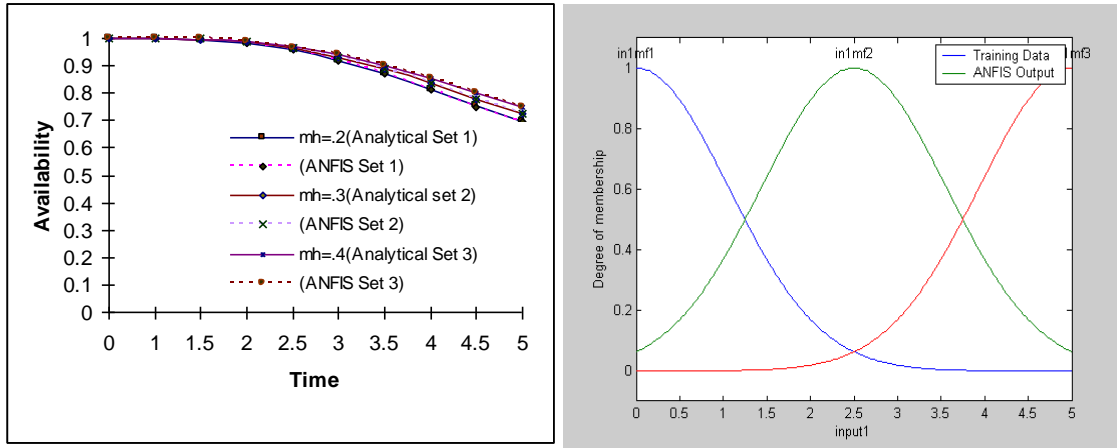 1
0.9
0.8
0.7
0.6
0.5
0.4
0.3
0.2
0.1
0
Availability
mh=.2(Analytical Set 1)
(ANFIS Set 1)
mh=.3(Analytical set 2)
(ANFIS Set 2)
mh=.4(Analytical Set 3)
(ANFIS Set 3)
0 1 1.5 2 2.5 3 3.5 4 4.5 5
Time
in1mf1 in1mf2 1mf3
Training Data
ANFIS Output
1
0.8
0.6
0.4
0.2
0
Degree of membership
0 0.5 1 1.5 2 2.5 3 3.5 4 4.5 5
input1